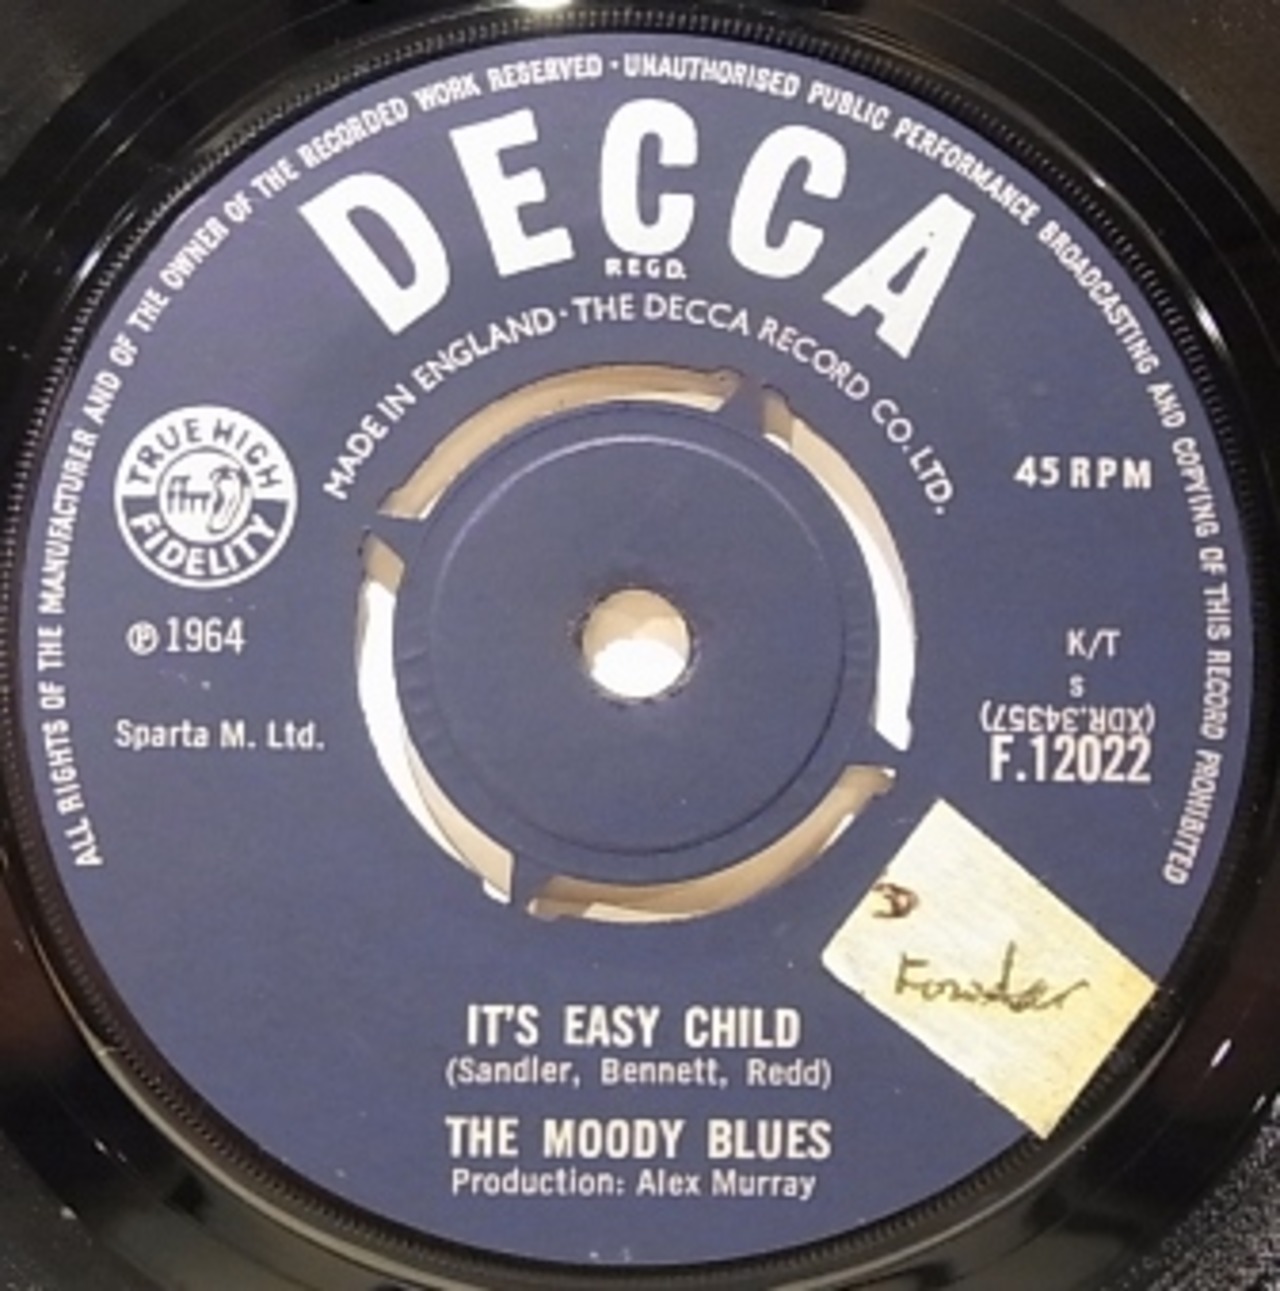 ALL RIGHTS OF THE MANUFACTURER AND OF THE OWNER OF THE RECORDED WORK RESERVED · UNAUTHORISED PUBLIC PERFORMANCE BROADCASTING AND COPYING OF THIS RECORD PROHIBITED
DECCA
REGD.
MADE IN ENGLAND · THE DECCA RECORD CO. LTD.
TRUE HIGH
FIDELITY
ffrr
45 RPM
℗ 1964
K/T
S
(XDR.34357)
Sparta M. Ltd.
F.12022
IT'S EASY CHILD
(Sandler, Bennett, Redd)
THE MOODY BLUES
Production: Alex Murray